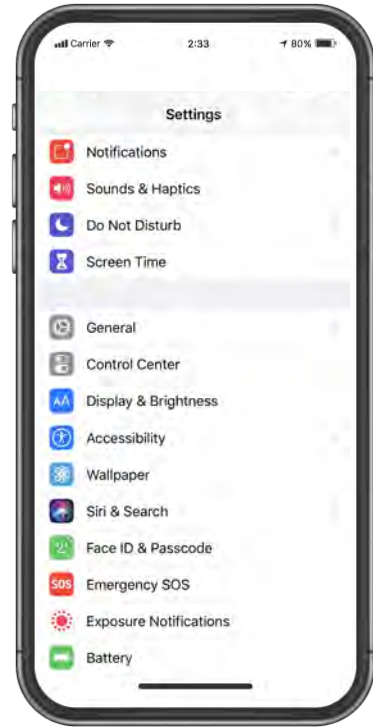 Carrier 2:33 80%
Settings
Notifications
Sounds & Haptics
Do Not Disturb
Screen Time
General
Control Center
AA Display & Brightness
Accessibility
Wallpaper
Siri & Search
Face ID & Passcode
SOS Emergency SOS
Exposure Notifications
Battery